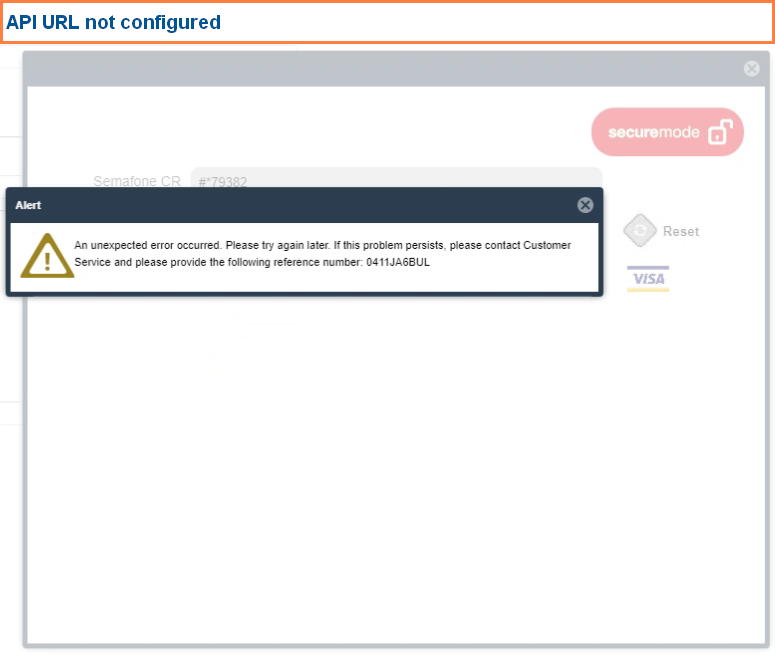 API URL not configured
securemode
Semafone CR #*79382
Alert
An unexpected error occurred. Please try again later. If this problem persists, please contact Customer
Service and please provide the following reference number: 0411JA6BUL
Reset
VISA